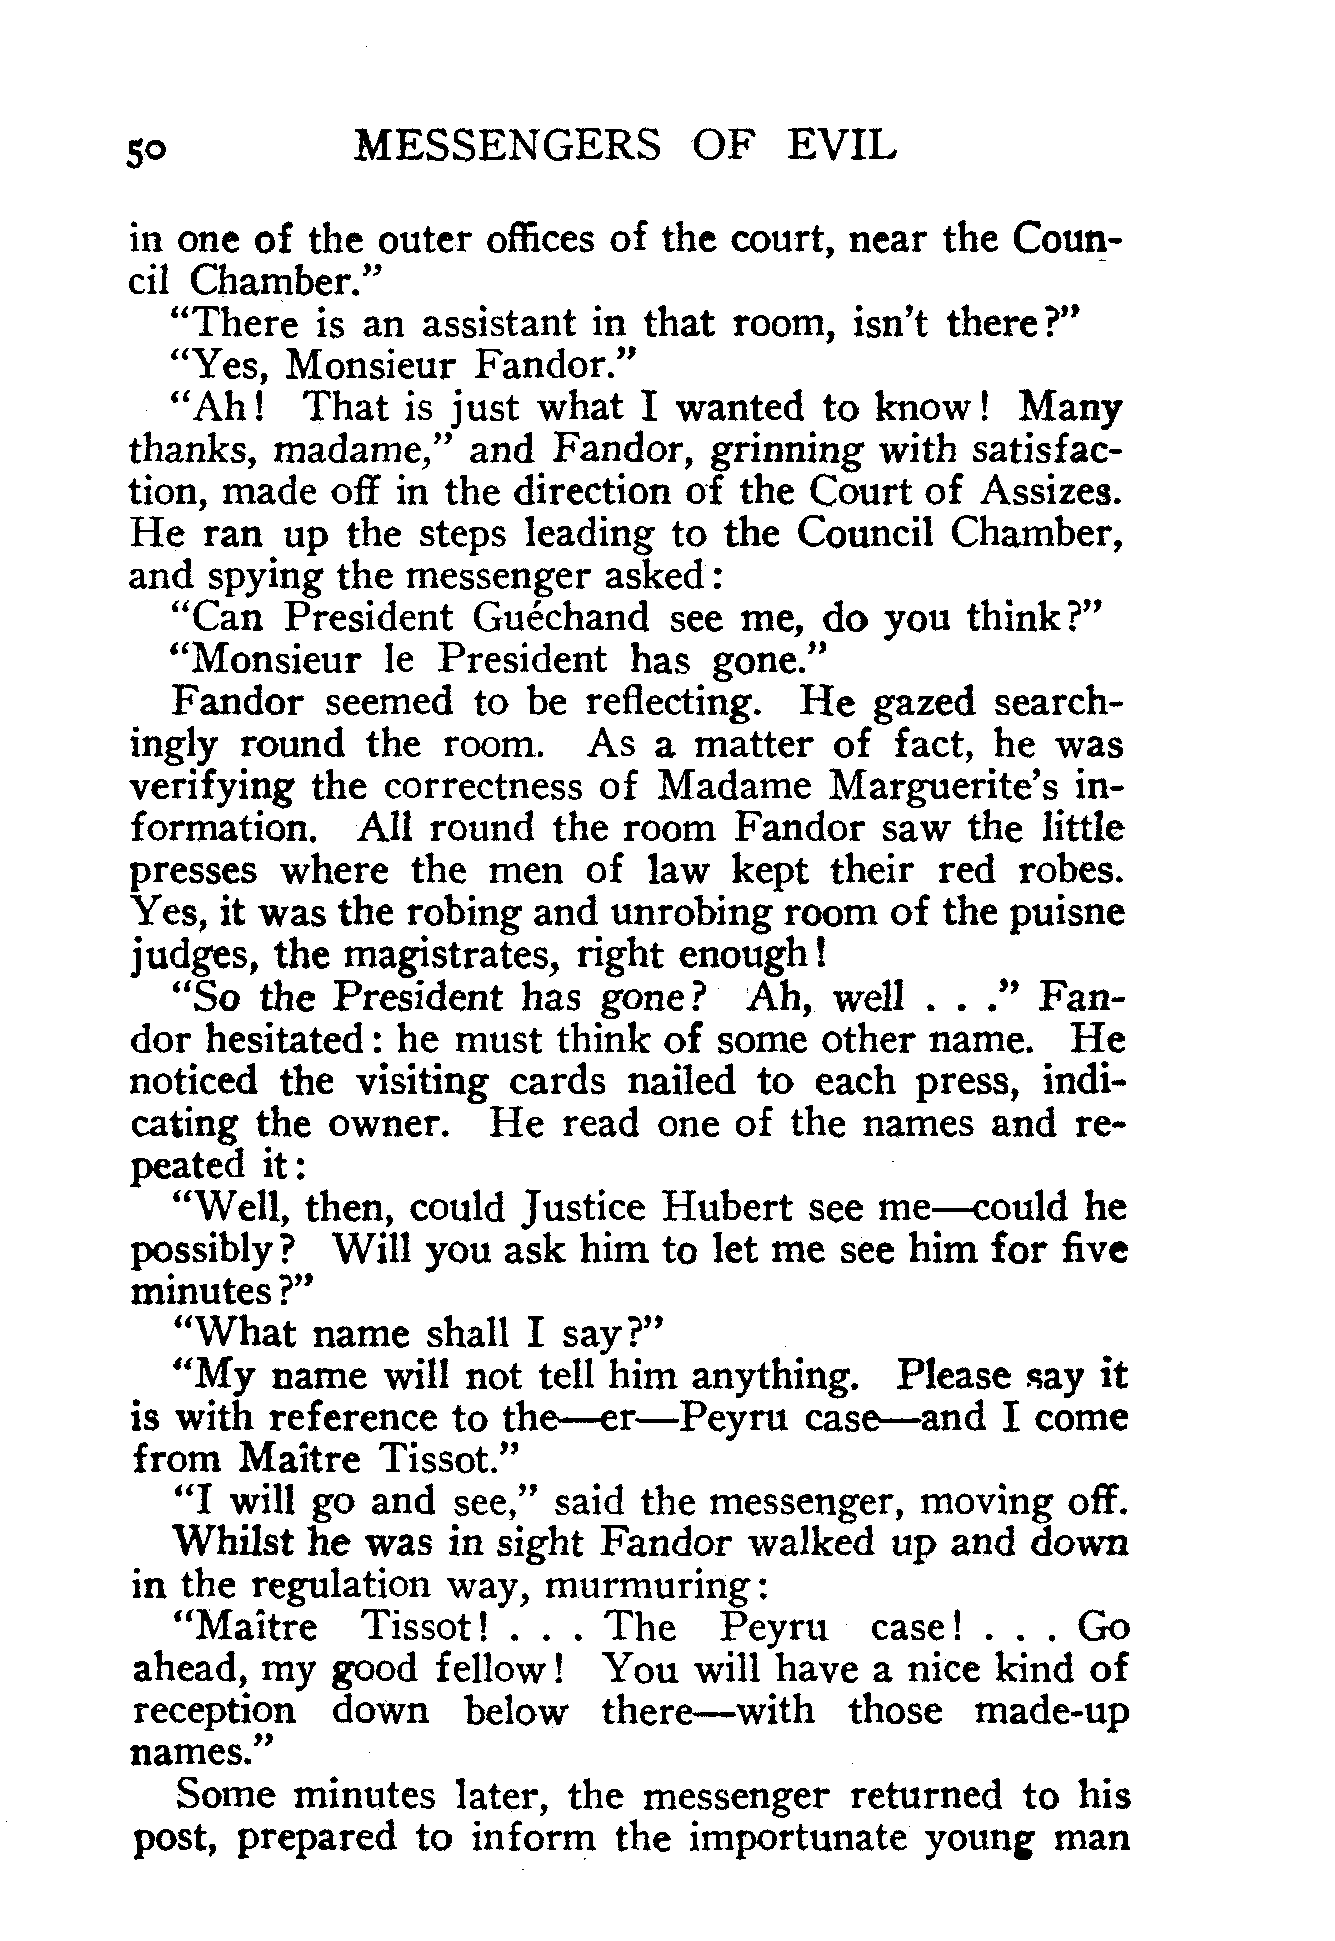 50 MESSENGERS OF EVIL
in one of the outer offices of the court, near the Coun-
cil Chamber."
"There is an assistant in that room, isn't there?"
"Yes, Monsieur Fandor."
"Ah! That is just what I wanted to know! Many
thanks, madame," and Fandor, grinning with satisfac-
tion, made off in the direction of the Court of Assizes.
He ran up the steps leading to the Council Chamber,
and spying the messenger asked:
"Can President Guéchand see me, do you think?"
"Monsieur le President has gone."
Fandor seemed to be reflecting. He gazed search-
ingly round the room. As a matter of fact, he was
verifying the correctness of Madame Marguerite's in-
formation. All round the room Fandor saw the little
presses where the men of law kept their red robes.
Yes, it was the robing and unrobing room of the puisne
judges, the magistrates, right enough!
"So the President has gone? Ah, well . . ." Fan-
dor hesitated: he must think of some other name. He
noticed the visiting cards nailed to each press, indi-
cating the owner. He read one of the names and re-
peated it:
"Well, then, could Justice Hubert see me—could he
possibly? Will you ask him to let me see him for five
minutes?"
"What name shall I say?"
"My name will not tell him anything. Please say it
is with reference to the—er—Peyru case—and I come
from Maître Tissot."
"I will go and see," said the messenger, moving off.
Whilst he was in sight Fandor walked up and down
in the regulation way, murmuring:
"Maître Tissot! . . . The Peyru case! . . . Go
ahead, my good fellow! You will have a nice kind of
reception down below there—with those made-up
names."
Some minutes later, the messenger returned to his
post, prepared to inform the importunate young man